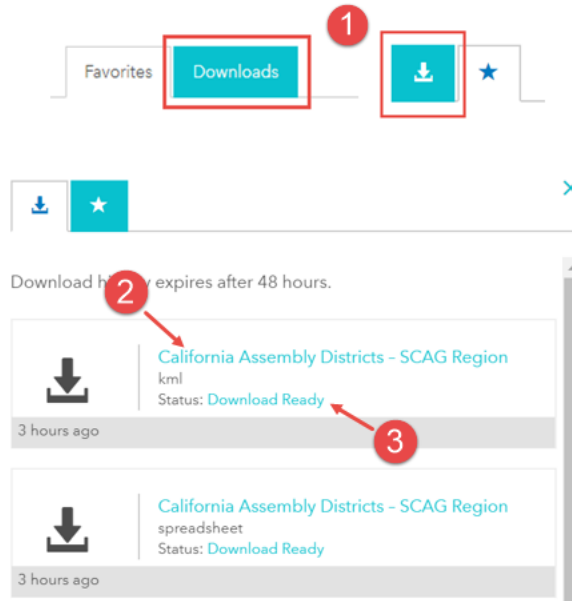 1
Favorites Downloads
Download h y expires after 48 hours.
2
California Assembly Districts – SCAG Region
kml
Status: Download Ready
3 hours ago
3
California Assembly Districts – SCAG Region
spreadsheet
Status: Download Ready
3 hours ago